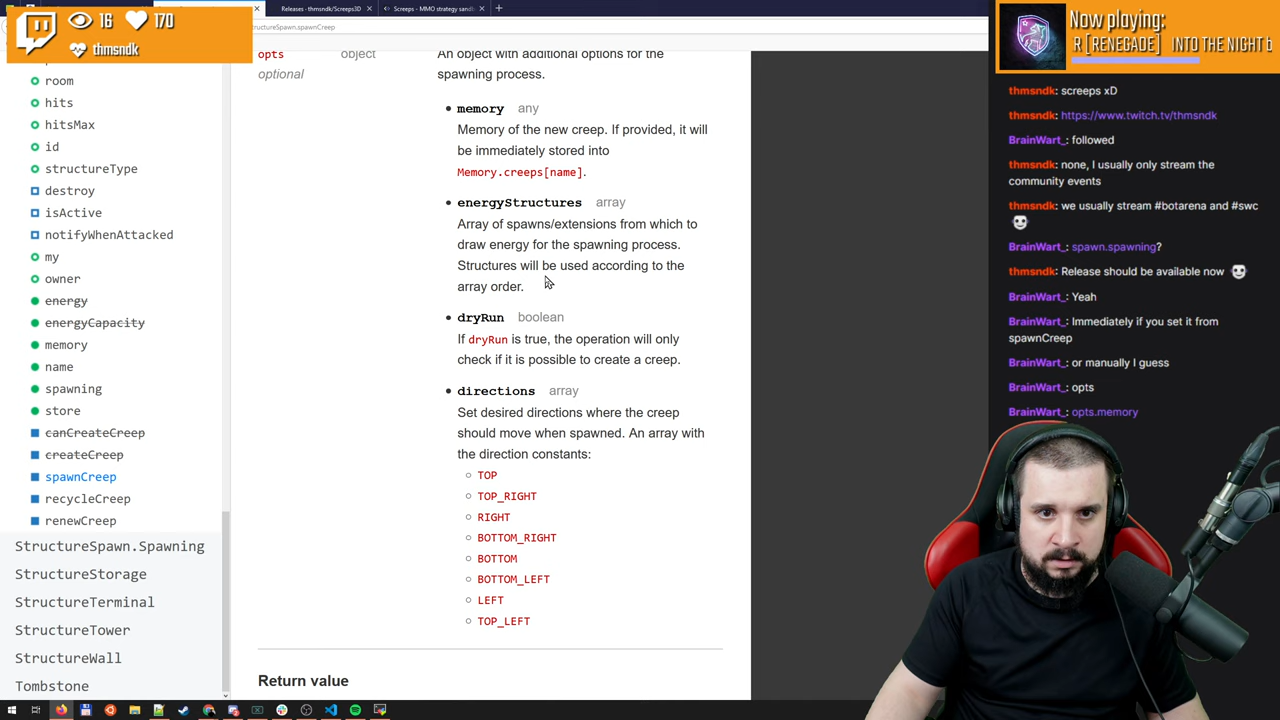 16
170
thmsndk
Releases - thmsndk/Screeps3D
Screeps - MMO strategy sandb
uctureSpawn.spawnCreep
room
hits
hitsMax
id
structureType
destroy
isActive
notifyWhenAttacked
my
owner
energy
energyCapacity
memory
name
spawning
store
canCreateCreep
createCreep
spawnCreep
recycleCreep
renewCreep
StructureSpawn.Spawning
StructureStorage
StructureTerminal
StructureTower
StructureWall
Tombstone
opts object
optional
An object with additional options for the
spawning process.
memory any
Memory of the new creep. If provided, it will
be immediately stored into
Memory.creeps[name].
energyStructures array
Array of spawns/extensions from which to
draw energy for the spawning process.
Structures will be used according to the
array order.
dryRun boolean
If dryRun is true, the operation will only
check if it is possible to create a creep.
directions array
Set desired directions where the creep
should move when spawned. An array with
the direction constants:
TOP
TOP_RIGHT
RIGHT
BOTTOM_RIGHT
BOTTOM
BOTTOM_LEFT
LEFT
TOP_LEFT
Return value
Now playing:
R [RENEGADE] INTO THE NIGHT
thmsndk: screeps xD
thmsndk: https://www.twitch.tv/thmsndk
BrainWart_: followed
thmsndk: none, I usually only stream the
community events
thmsndk: we usually stream #botarena and #swc
BrainWart_: spawn.spawning?
thmsndk: Release should be available now
BrainWart_: Yeah
BrainWart_: Immediately if you set it from
spawnCreep
BrainWart_: or manually I guess
BrainWart_: opts
BrainWart_: opts.memory